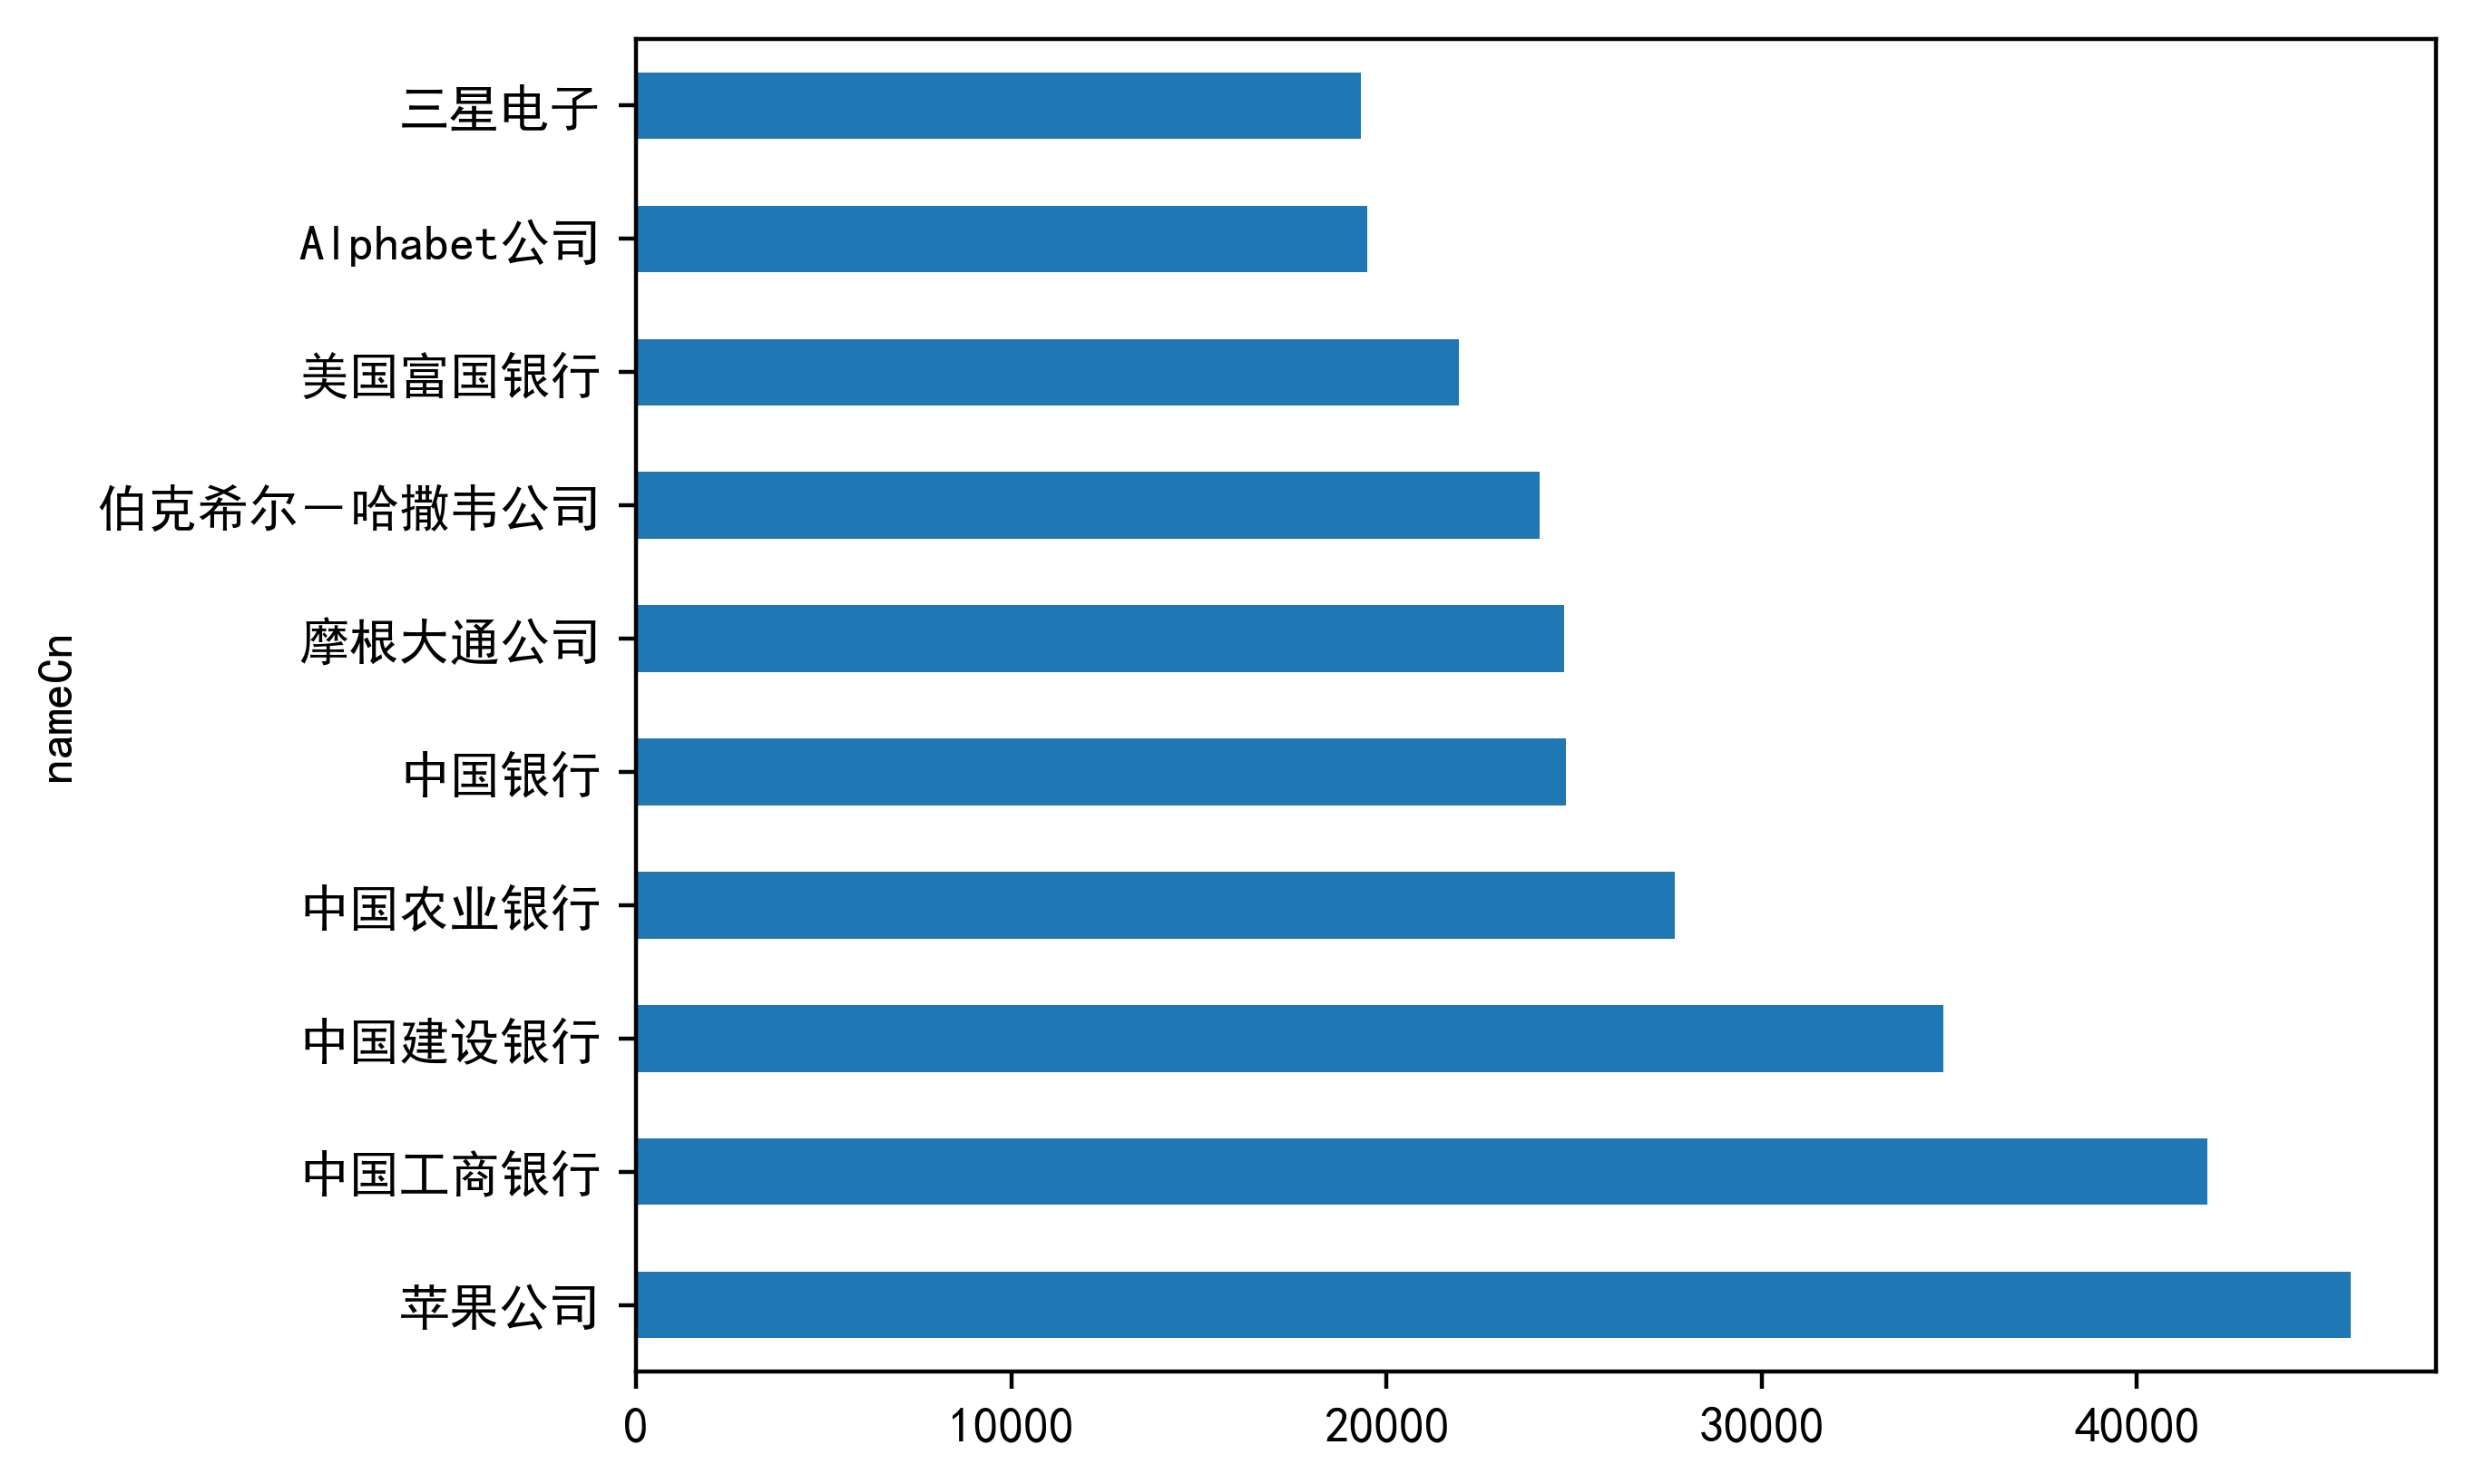 三星电子
Alphabet公司
美国富国银行
伯克希尔—哈撒韦公司
摩根大通公司
中国银行
中国农业银行
中国建设银行
中国工商银行
苹果公司
nameCh
0 10000 20000 30000 40000